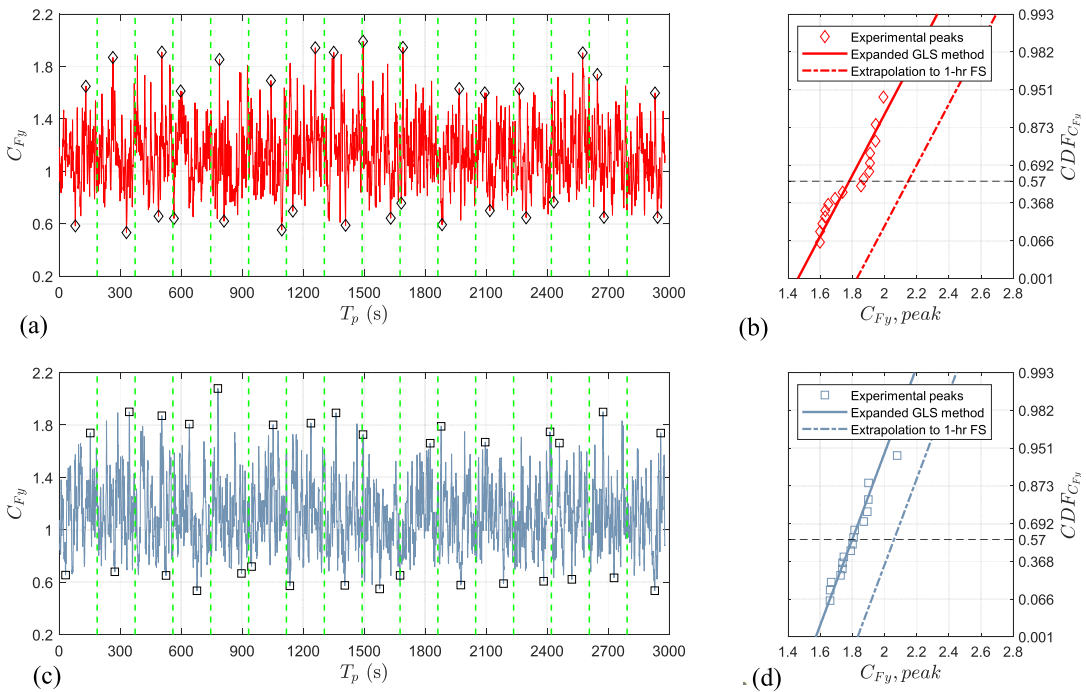 2.2
1.8
1.4
1
0.6
0.2
C_{Fy}
0 300 600 900 1200 1500 1800 2100 2400 2700 3000
T_p (s)
(a)
Experimental peaks
Expanded GLS method
Extrapolation to 1-hr FS
0.993
0.982
0.951
0.873
0.692
0.57
0.368
0.066
0.001
CDF_{C_{Fy}}
1.4 1.6 1.8 2 2.2 2.4 2.6 2.8
C_{Fy}, peak
(b)
2.2
1.8
1.4
1
0.6
0.2
C_{Fy}
0 300 600 900 1200 1500 1800 2100 2400 2700 3000
T_p (s)
(c)
Experimental peaks
Expanded GLS method
Extrapolation to 1-hr FS
0.993
0.982
0.951
0.873
0.692
0.57
0.368
0.066
0.001
CDF_{C_{Fy}}
1.4 1.6 1.8 2 2.2 2.4 2.6 2.8
C_{Fy}, peak
(d)